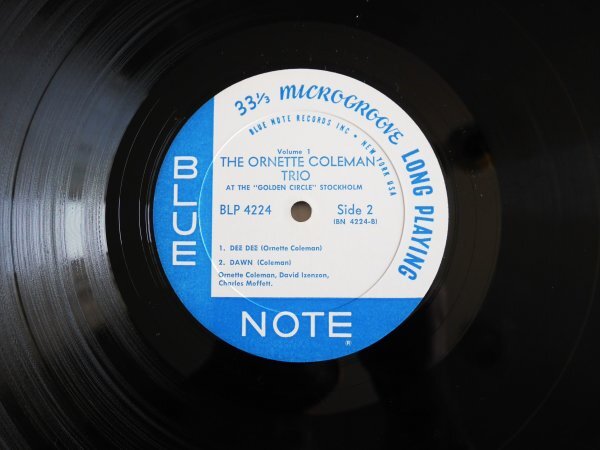 33⅓ MICROGROOVE LONG PLAYING
BLUE NOTE RECORDS INC • NEW YORK USA
Volume 1
THE ORNETTE COLEMAN
TRIO
AT THE "GOLDEN CIRCLE" STOCKHOLM
BLP 4224 Side 2
(BN 4224-B)
1. DEE DEE (Ornette Coleman)
2. DAWN (Coleman)
Ornette Coleman, David Izenzon,
Charles Moffett.
BLUE
NOTE®